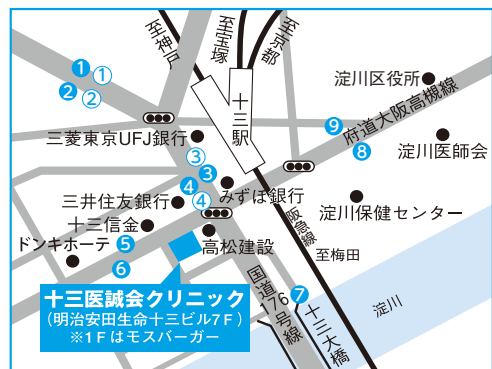 至神戸
至宝塚
至京都
① ①
② ②
十三駅
淀川区役所
⑨
府道大阪高槻線
⑧
淀川医師会
三菱東京UFJ銀行
③
③
④
④
みずほ銀行
三井住友銀行
淀川保健センター
十三信金
ドンキホーテ
⑤
高松建設
阪急線
至梅田
⑥
十三医誠会クリニック
(明治安田生命十三ビル7F)
※1Fはモスバーガー
国道176号線
⑦
十三大橋
淀川